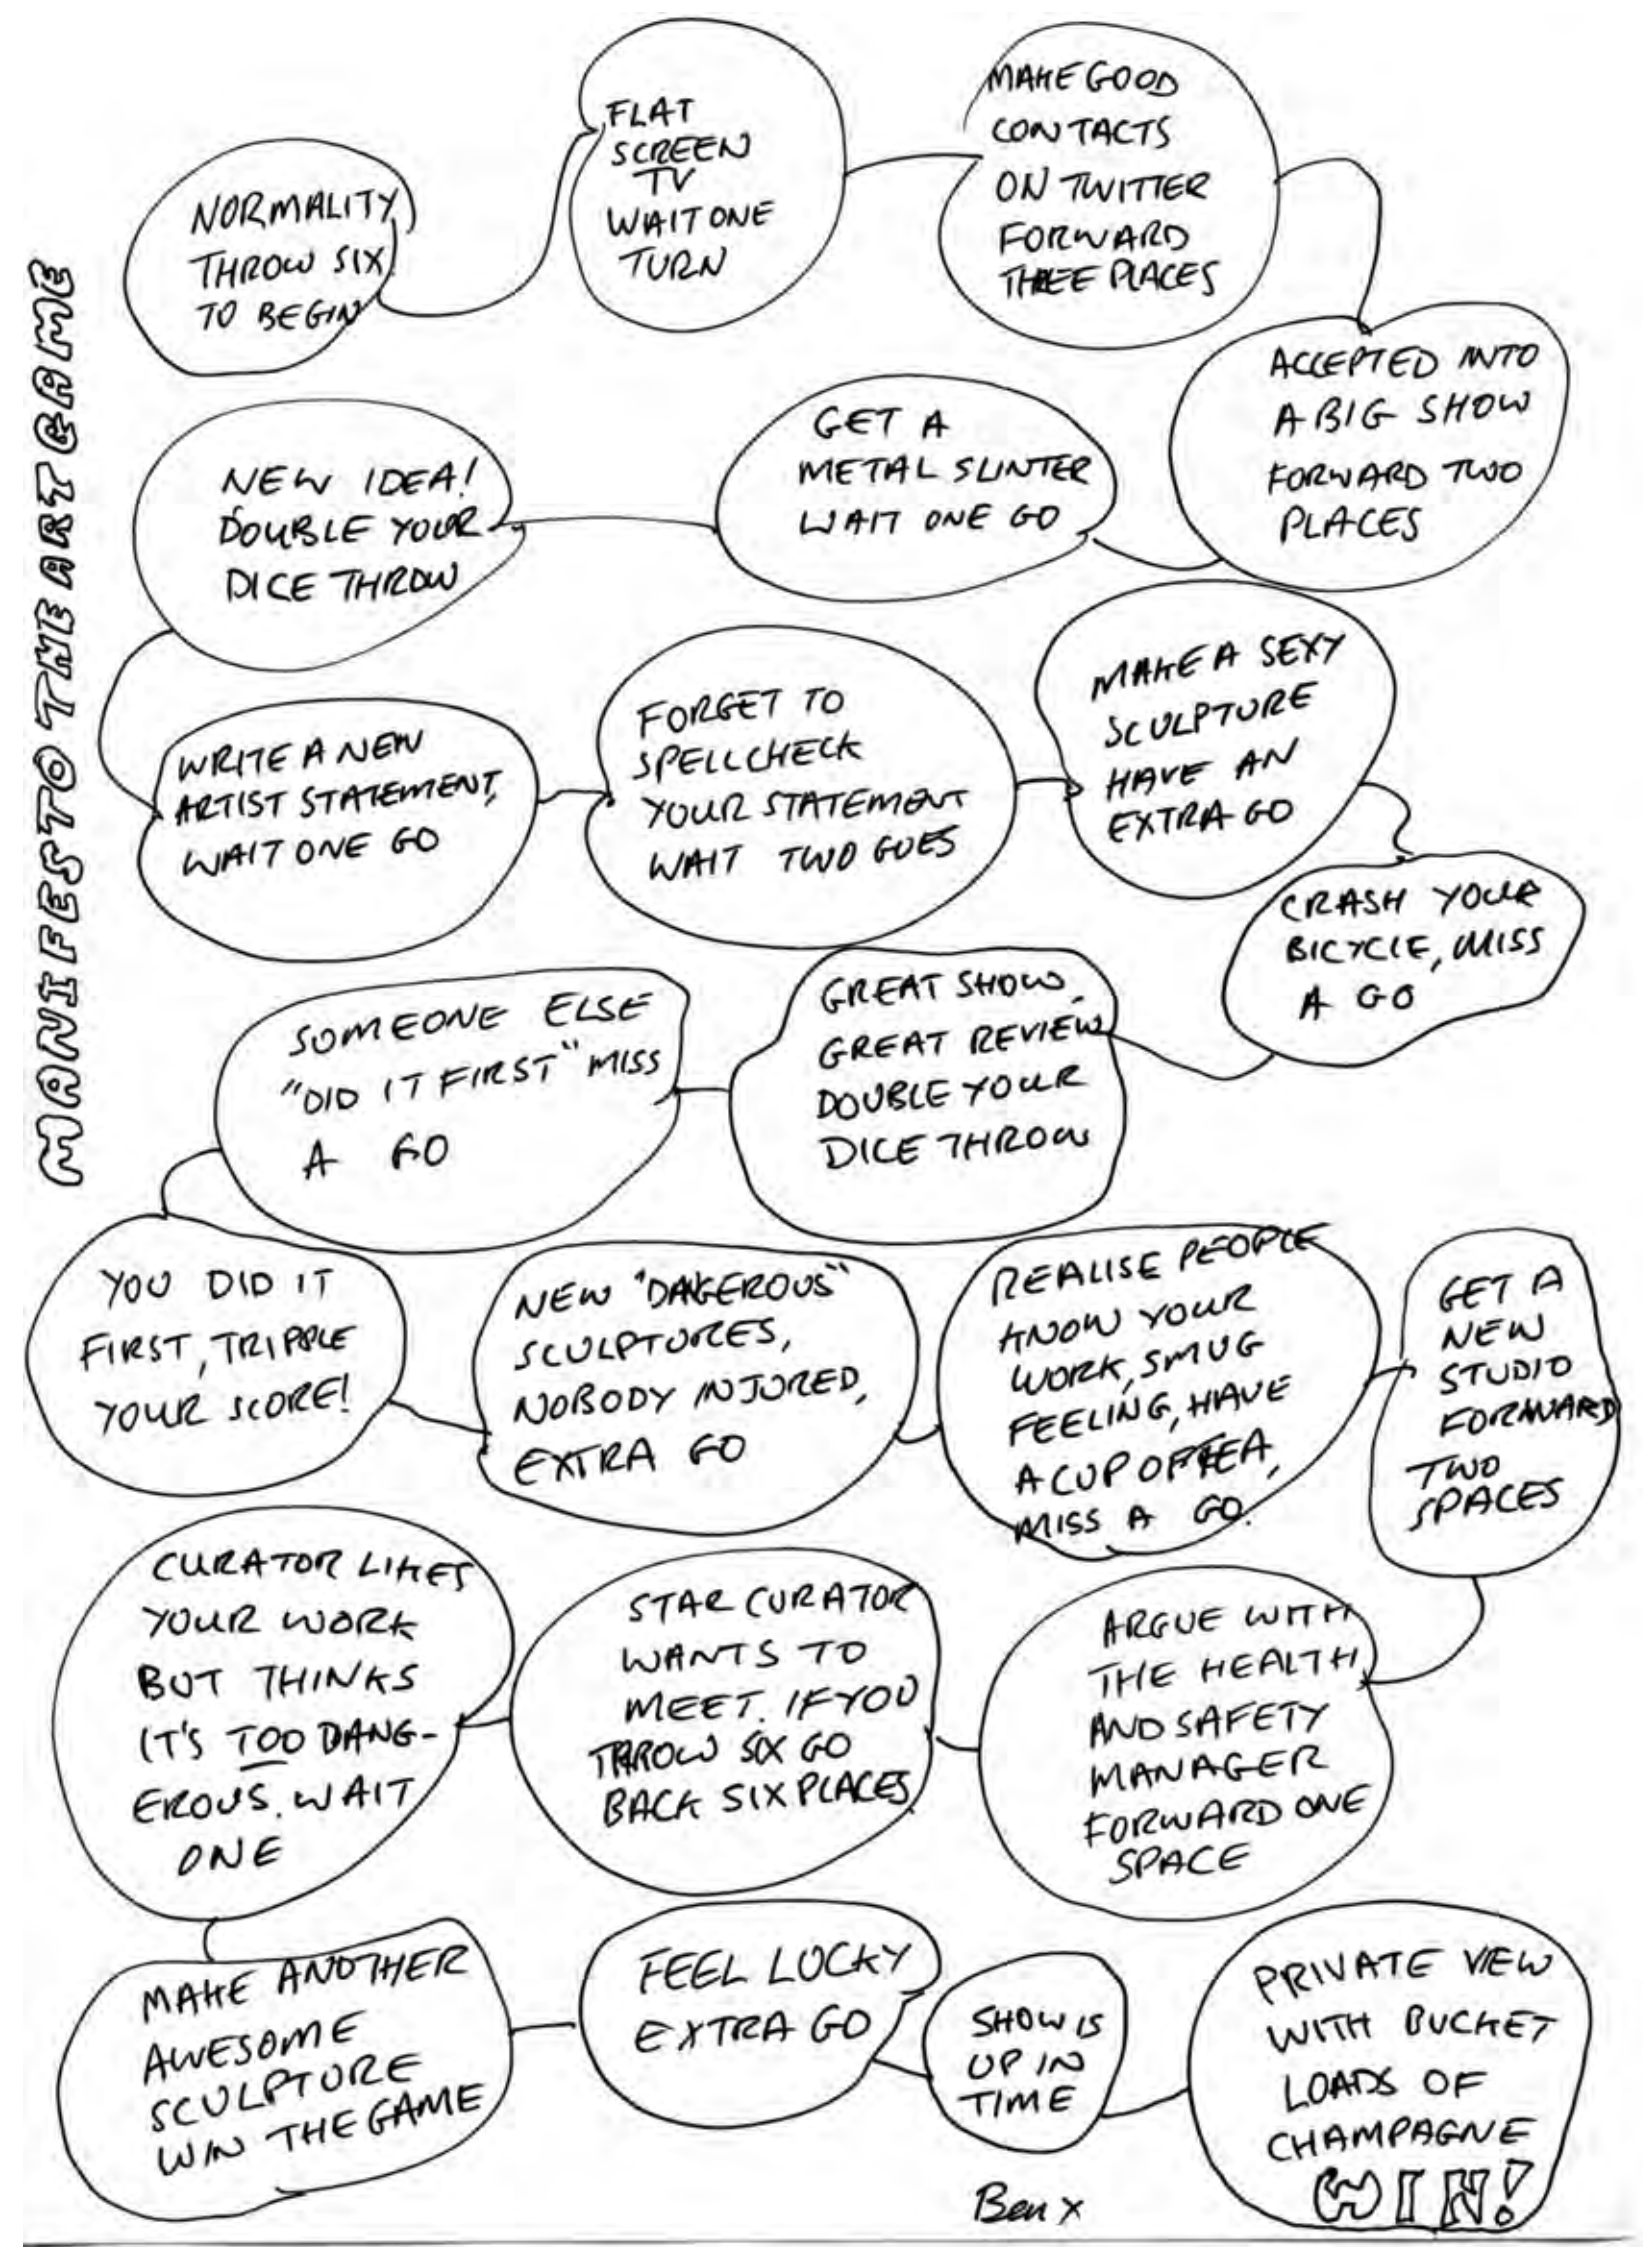 MANIFESTO THE ART GAME
NORMALITY
THROW SIX
TO BEGIN
FLAT
SCREEN
TV
WAIT ONE
TURN
MAKE GOOD
CONTACTS
ON TWITTER
FORWARD
THREE PLACES
ACCEPTED INTO
A BIG SHOW
FORWARD TWO
PLACES
GET A
METAL SLINTER
WAIT ONE GO
NEW IDEA!
DOUBLE YOUR
DICE THROW
WRITE A NEW
ARTIST STATEMENT,
WAIT ONE GO
FORGET TO
SPELLCHECK
YOUR STATEMENT
WAIT TWO GOES
MAKE A SEXY
SCULPTURE
HAVE AN
EXTRA GO
CRASH YOUR
BICYCLE, MISS
A GO
GREAT SHOW,
GREAT REVIEW
DOUBLE YOUR
DICE THROW
SOMEONE ELSE
"DID IT FIRST" MISS
A GO
YOU DID IT
FIRST, TRIPPLE
YOUR SCORE!
NEW "DANGEROUS"
SCULPTURES,
NOBODY INJURED,
EXTRA GO
REALISE PEOPLE
KNOW YOUR
WORK, SMUG
FEELING, HAVE
A CUP OF TEA,
MISS A GO.
GET A
NEW
STUDIO
FORWARD
TWO
SPACES
ARGUE WITH
THE HEALTH
AND SAFETY
MANAGER
FORWARD ONE
SPACE
STAR CURATOR
WANTS TO
MEET. IF YOU
THROW SIX GO
BACK SIX PLACES
CURATOR LIKES
YOUR WORK
BUT THINKS
IT'S TOO DANG-
EROUS. WAIT
ONE
MAKE ANOTHER
AWESOME
SCULPTURE
WIN THE GAME
FEEL LUCKY
EXTRA GO
SHOW IS
UP IN
TIME
PRIVATE VIEW
WITH BUCKET
LOADS OF
CHAMPAGNE
WIN!
Ben x